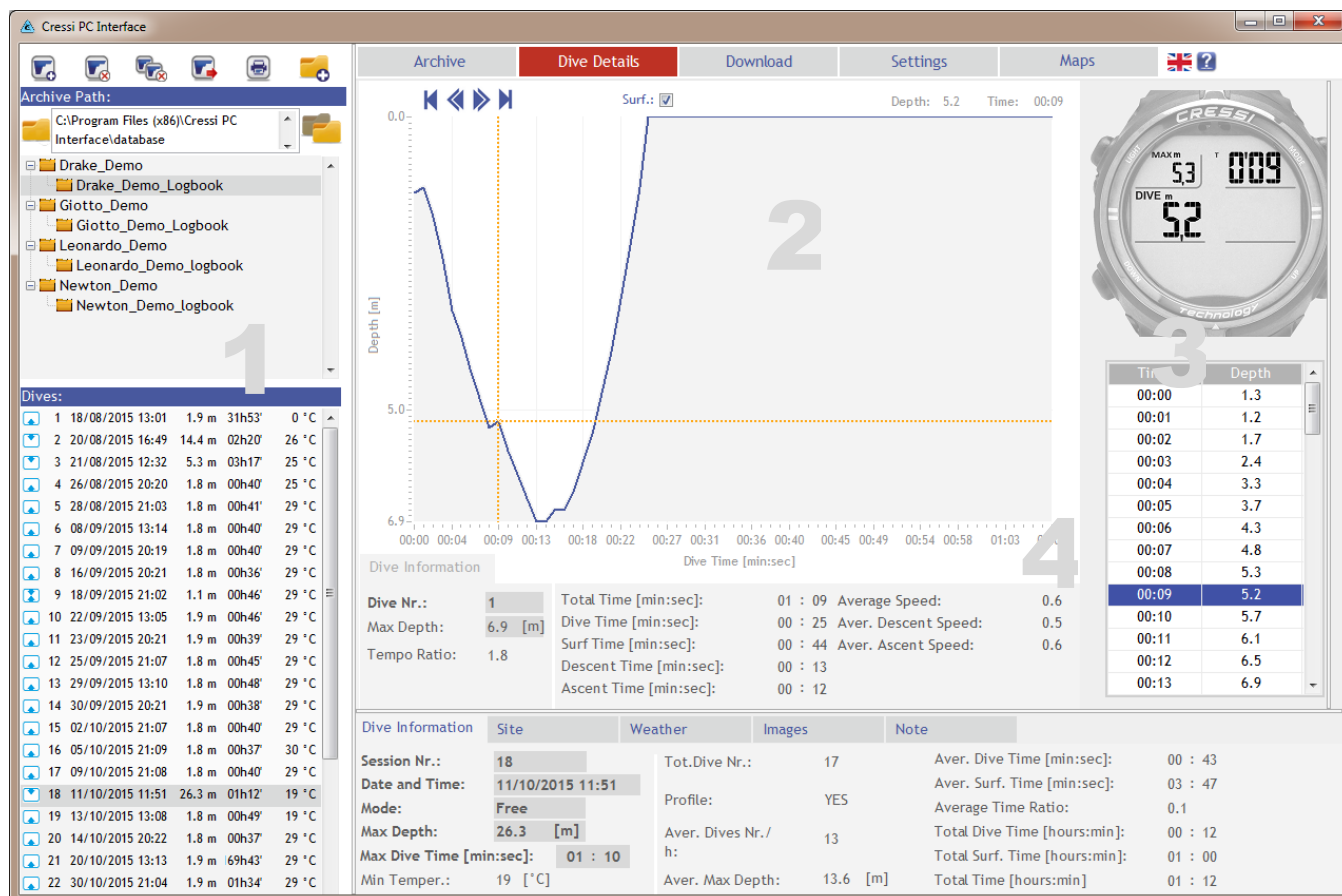 Cressi PC Interface
Archive Dive Details Download Settings Maps
Archive Path:
C:\Program Files (x86)\Cressi PC
Interface\database
Drake_Demo
Drake_Demo_Logbook
Giotto_Demo
Giotto_Demo_Logbook
Leonardo_Demo
Leonardo_Demo_logbook
Newton_Demo
Newton_Demo_logbook
1
Dives:
1 18/08/2015 13:01 1.9 m 31h53' 0 °C
2 20/08/2015 16:49 14.4 m 02h20' 26 °C
3 21/08/2015 12:32 5.3 m 03h17' 25 °C
4 26/08/2015 20:20 1.8 m 00h40' 25 °C
5 28/08/2015 21:03 1.8 m 00h41' 29 °C
6 08/09/2015 13:14 1.8 m 00h40' 29 °C
7 09/09/2015 20:19 1.8 m 00h40' 29 °C
8 16/09/2015 20:21 1.8 m 00h36' 29 °C
9 18/09/2015 21:02 1.1 m 00h46' 29 °C
10 22/09/2015 13:05 1.9 m 00h46' 29 °C
11 23/09/2015 20:21 1.9 m 00h39' 29 °C
12 25/09/2015 21:07 1.8 m 00h45' 29 °C
13 29/09/2015 13:10 1.8 m 00h48' 29 °C
14 30/09/2015 20:21 1.9 m 00h38' 29 °C
15 02/10/2015 21:07 1.8 m 00h40' 29 °C
16 05/10/2015 21:09 1.8 m 00h37' 30 °C
17 09/10/2015 21:08 1.8 m 00h40' 29 °C
18 11/10/2015 11:51 26.3 m 01h12' 19 °C
19 13/10/2015 13:08 1.8 m 00h49' 19 °C
20 14/10/2015 20:22 1.8 m 00h37' 29 °C
21 20/10/2015 13:13 1.9 m 69h43' 29 °C
22 30/10/2015 21:04 1.9 m 01h34' 29 °C
Surf.: Depth: 5.2 Time: 00:09
0.0
5.0
6.9
Depth [m]
2
00:00 00:04 00:09 00:13 00:18 00:22 00:27 00:31 00:36 00:40 00:45 00:49 00:54 00:58 01:03
Dive Time [min:sec]
4
CRESSI
LIGHT MODE
MAX m 5,3 T 0'09
DIVE m 5,2
DOWN UP
Technology
3
Depth
00:00 1.3
00:01 1.2
00:02 1.7
00:03 2.4
00:04 3.3
00:05 3.7
00:06 4.3
00:07 4.8
00:08 5.3
00:09 5.2
00:10 5.7
00:11 6.1
00:12 6.5
00:13 6.9
Dive Information
Dive Nr.: 1
Max Depth: 6.9 [m]
Tempo Ratio: 1.8
Total Time [min:sec]: 01 : 09 Average Speed: 0.6
Dive Time [min:sec]: 00 : 25 Aver. Descent Speed: 0.5
Surf Time [min:sec]: 00 : 44 Aver. Ascent Speed: 0.6
Descent Time [min:sec]: 00 : 13
Ascent Time [min:sec]: 00 : 12
Dive Information Site Weather Images Note
Session Nr.: 18
Date and Time: 11/10/2015 11:51
Mode: Free
Max Depth: 26.3 [m]
Max Dive Time [min:sec]: 01 : 10
Min Temper.: 19 [°C]
Tot.Dive Nr.: 17
Profile: YES
Aver. Dives Nr./
h: 13
Aver. Max Depth: 13.6 [m]
Aver. Dive Time [min:sec]: 00 : 43
Aver. Surf. Time [min:sec]: 03 : 47
Average Time Ratio: 0.1
Total Dive Time [hours:min]: 00 : 12
Total Surf. Time [hours:min]: 01 : 00
Total Time [hours:min] 01 : 12